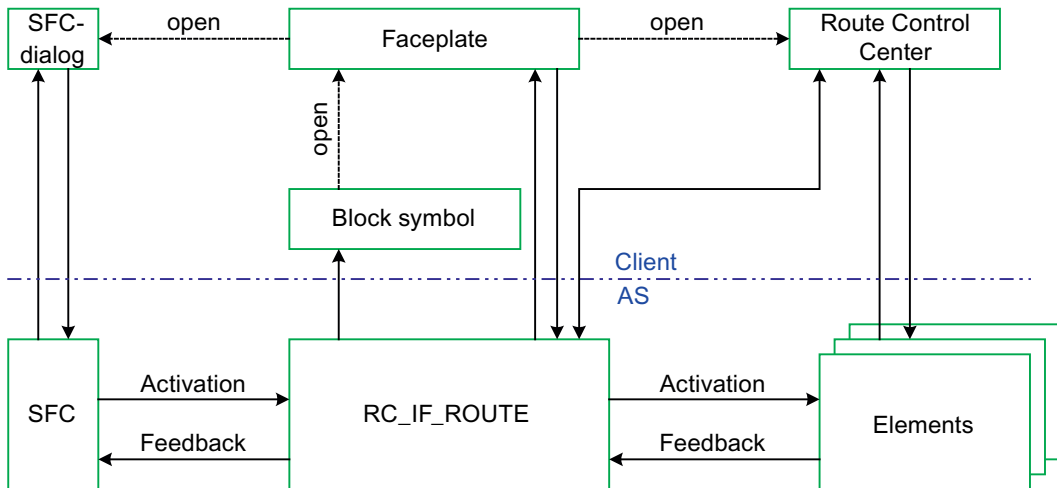 SFC-
dialog
open
Faceplate
open
Route Control
Center
open
Block symbol
Client
AS
SFC
Activation
Feedback
RC_IF_ROUTE
Activation
Feedback
Elements